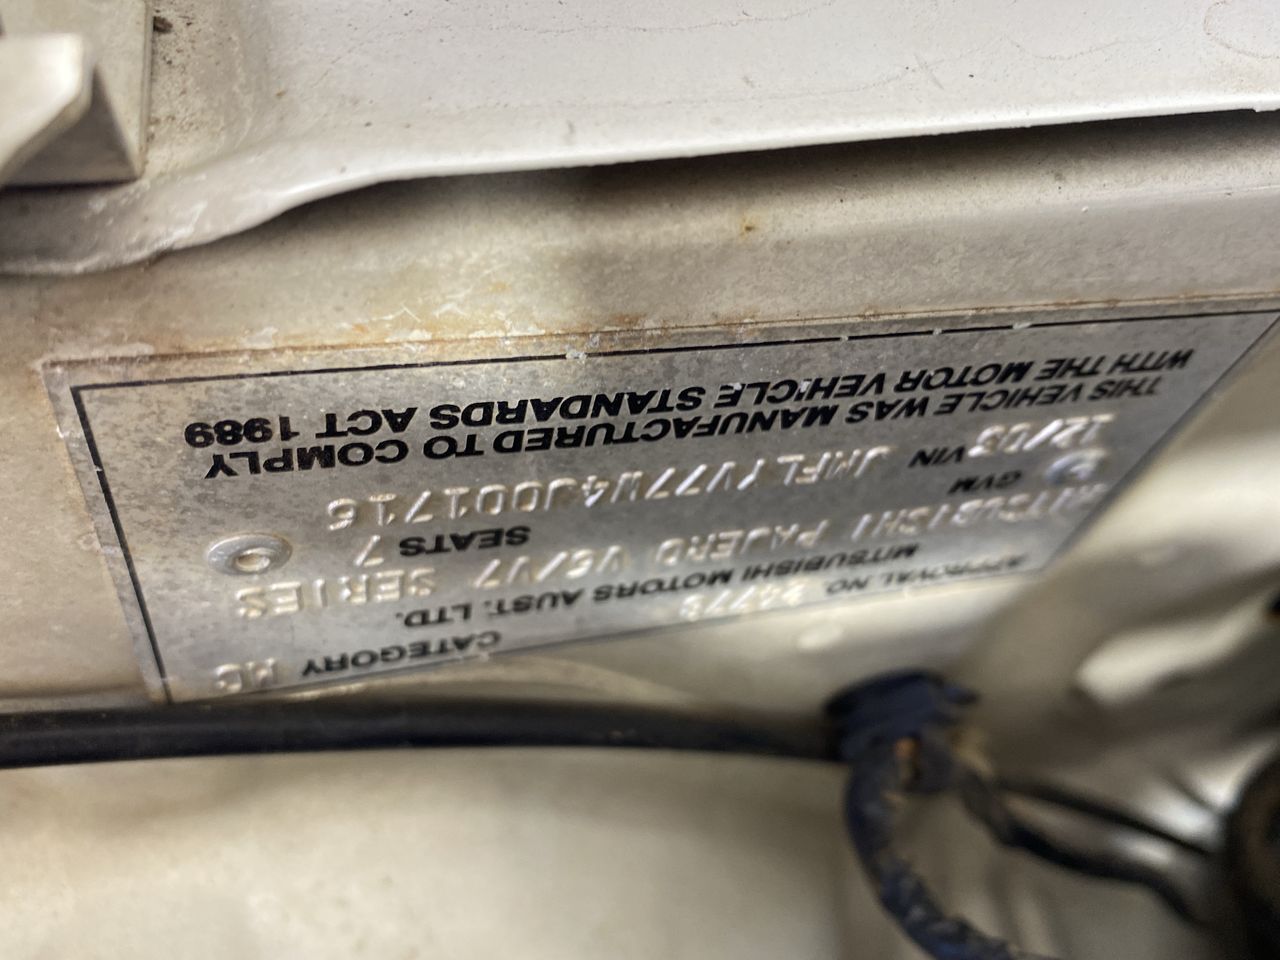 APPROVAL NO. 24773 CATEGORY MC
MITSUBISHI MOTORS AUST. LTD.
MITSUBISHI PAJERO V6/V7 SERIES
GVM SEATS 7
12/03 VIN JMFLYV77W4J001716
THIS VEHICLE WAS MANUFACTURED TO COMPLY
WITH THE MOTOR VEHICLE STANDARDS ACT 1989